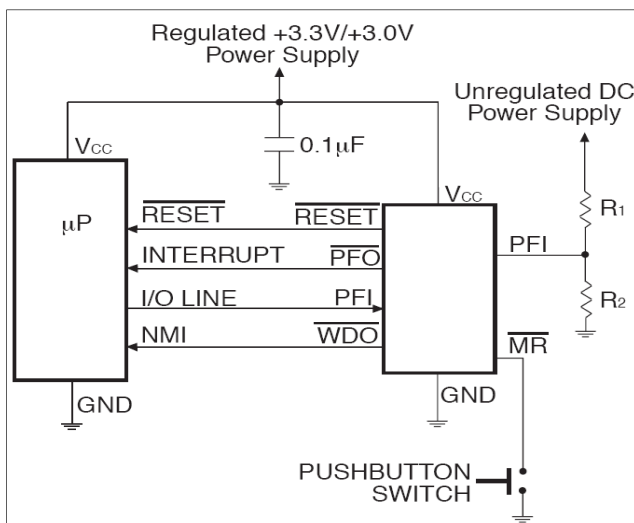 Regulated +3.3V/+3.0V
Power Supply
Unregulated DC
Power Supply
VCC
0.1µF
VCC
µP
RESET
RESET
R1
INTERRUPT
PFO
PFI
I/O LINE
PFI
R2
NMI
WDO
MR
GND
GND
PUSHBUTTON
SWITCH